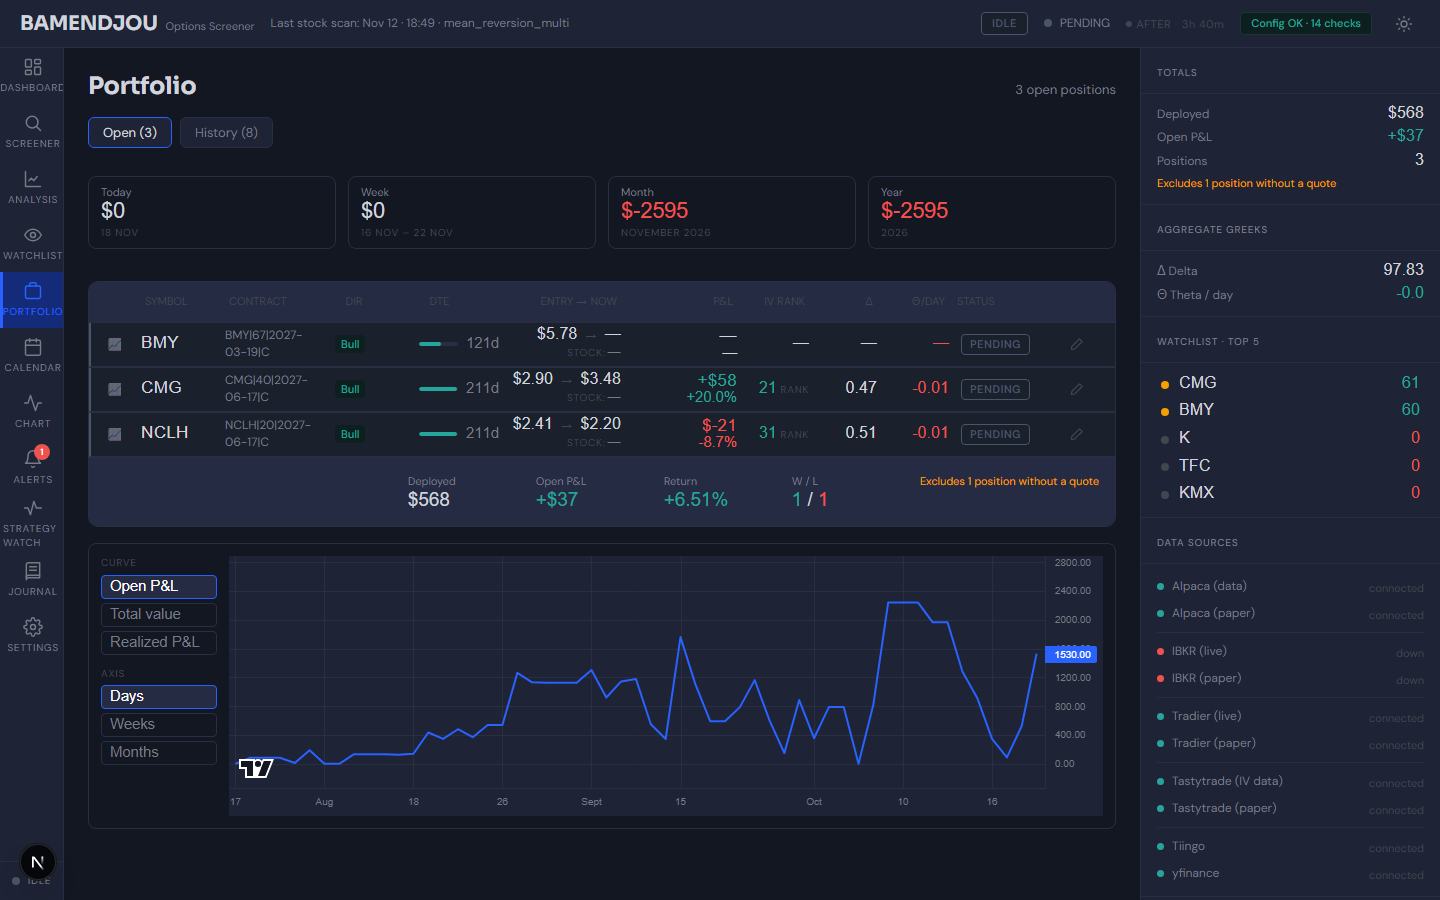 BAMENDJOU Options Screener Last stock scan: Nov 12 · 18:49 · mean_reversion_multi IDLE PENDING AFTER 3h 40m Config OK · 14 checks
DASHBOARD
SCREENER
ANALYSIS
WATCHLIST
PORTFOLIO
CALENDAR
CHART
1
ALERTS
STRATEGY
WATCH
JOURNAL
SETTINGS
N
IDLE
Portfolio
3 open positions
Open (3) History (8)
Today
$0
18 NOV
Week
$0
16 NOV – 22 NOV
Month
$-2595
NOVEMBER 2026
Year
$-2595
2026
SYMBOL CONTRACT DIR DTE ENTRY → NOW P&L IV RANK Δ Θ/DAY STATUS
BMY BMY|67|2027-03-19|C Bull 121d $5.78 → — STOCK: — — — — — — PENDING
CMG CMG|40|2027-06-17|C Bull 211d $2.90 → $3.48 STOCK: — +$58 +20.0% 21 RANK 0.47 -0.01 PENDING
NCLH NCLH|20|2027-06-17|C Bull 211d $2.41 → $2.20 STOCK: — $-21 -8.7% 31 RANK 0.51 -0.01 PENDING
Deployed
$568
Open P&L
+$37
Return
+6.51%
W / L
1 / 1
Excludes 1 position without a quote
CURVE
Open P&L
Total value
Realized P&L
AXIS
Days
Weeks
Months
2800.00
2400.00
2000.00
1530.00
1200.00
800.00
400.00
0.00
17 Aug 18 26 Sept 15 Oct 10 16
TOTALS
Deployed $568
Open P&L +$37
Positions 3
Excludes 1 position without a quote
AGGREGATE GREEKS
Δ Delta 97.83
Θ Theta / day -0.0
WATCHLIST · TOP 5
CMG 61
BMY 60
K 0
TFC 0
KMX 0
DATA SOURCES
Alpaca (data) connected
Alpaca (paper) connected
IBKR (live) down
IBKR (paper) down
Tradier (live) connected
Tradier (paper) connected
Tastytrade (IV data) connected
Tastytrade (paper) connected
Tiingo connected
yfinance connected